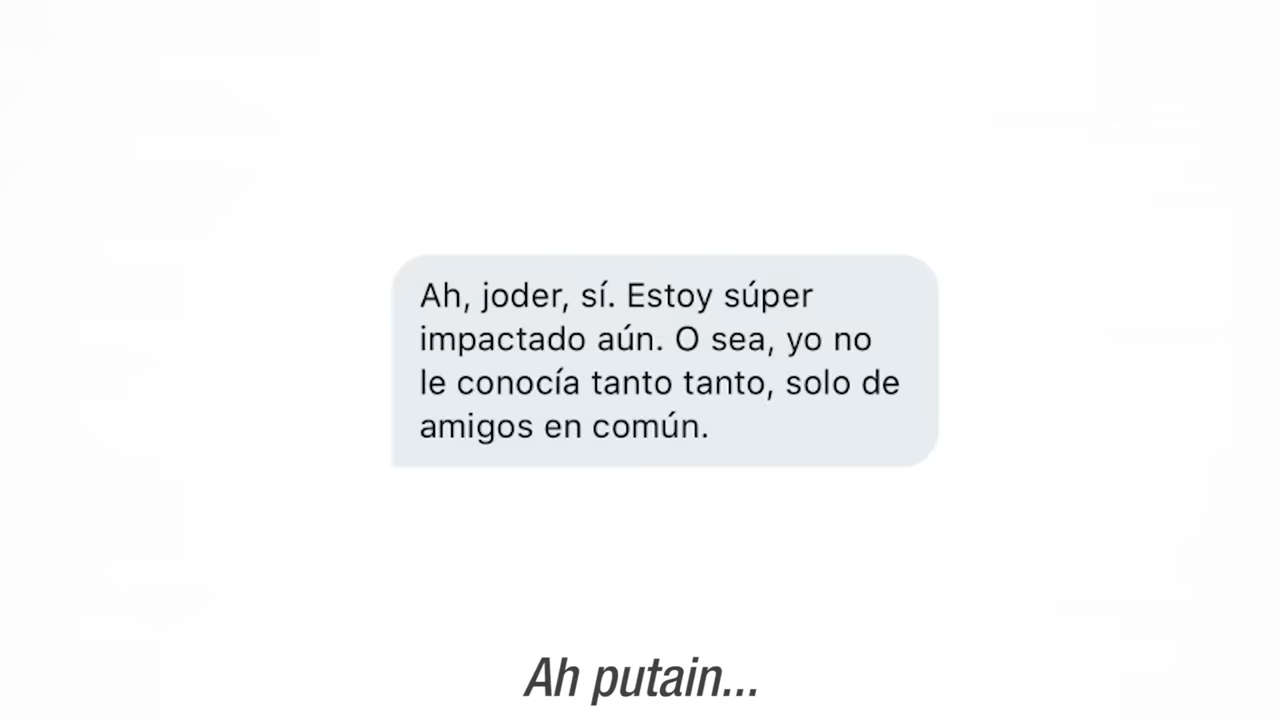 Ah, joder, sí. Estoy súper
impactado aún. O sea, yo no
le conocía tanto tanto, solo de
amigos en común.
Ah putain...